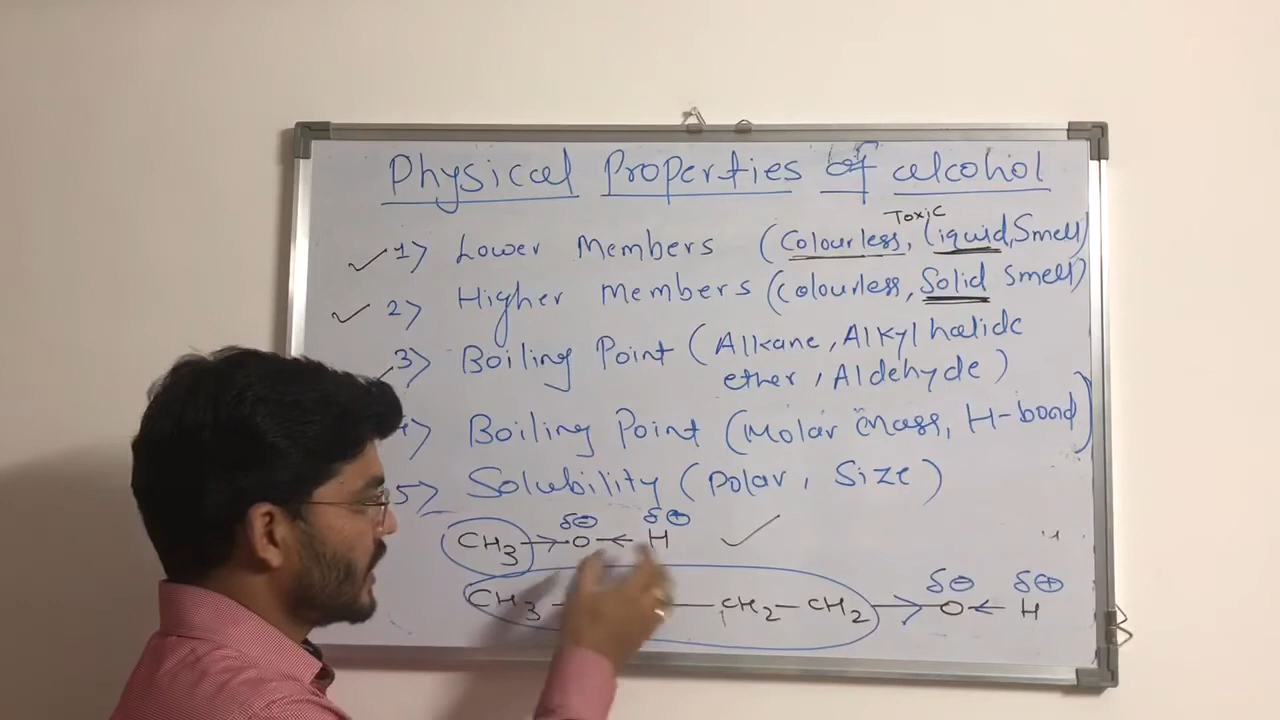 Physical Properties of alcohol
Toxic
1) Lower Members (Colourless, Liquid, Smell)
2) Higher Members (Colourless, Solid Smell)
3) Boiling Point (Alkane, Alkyl halide
ether, Aldehyde)
4) Boiling Point (Molar mass, H-bond)
5) Solubility (Polar, Size)
δ⊖ δ⊕
CH3 → O ← H
δ⊖ δ⊕
CH3 — CH2 — CH2 → O ← H